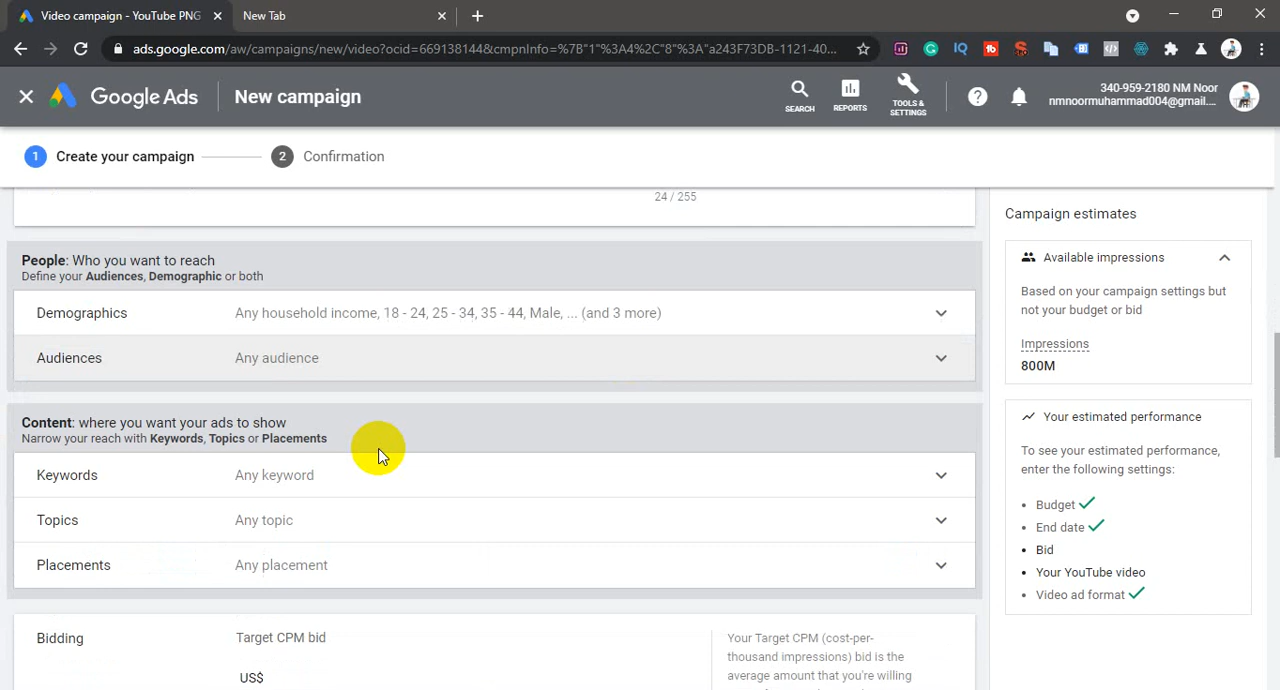 Video campaign - YouTube PNG
New Tab
ads.google.com/aw/campaigns/new/video?ocid=669138144&cmpnInfo=%7B"1"%3A4%2C"8"%3A"a243F73DB-1121-40...
Google Ads
New campaign
SEARCH
REPORTS
TOOLS &
SETTINGS
340-959-2180 NM Noor
nmnoormuhammad004@gmail....
1 Create your campaign
2 Confirmation
24 / 255
People: Who you want to reach
Define your Audiences, Demographic or both
Demographics Any household income, 18 - 24, 25 - 34, 35 - 44, Male, ... (and 3 more)
Audiences Any audience
Content: where you want your ads to show
Narrow your reach with Keywords, Topics or Placements
Keywords Any keyword
Topics Any topic
Placements Any placement
Bidding
Target CPM bid
US$
Your Target CPM (cost-per-
thousand impressions) bid is the
average amount that you're willing
Campaign estimates
Available impressions
Based on your campaign settings but
not your budget or bid
Impressions
800M
Your estimated performance
To see your estimated performance,
enter the following settings:
• Budget
• End date
• Bid
• Your YouTube video
• Video ad format